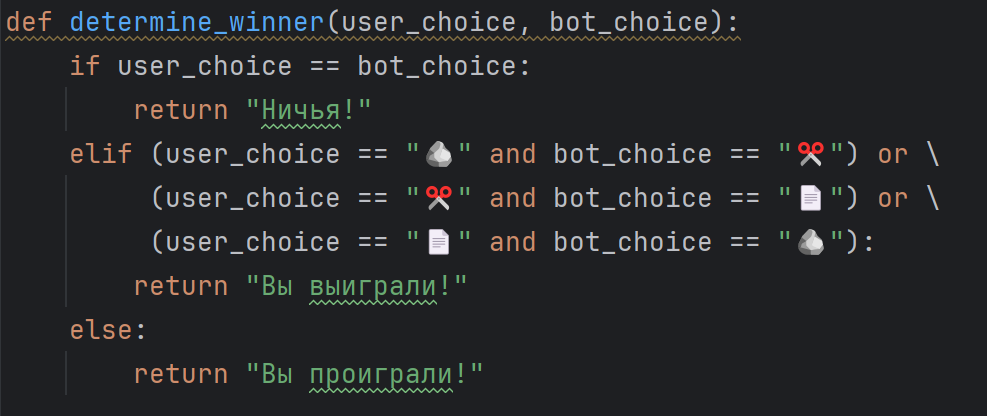 def determine_winner(user_choice, bot_choice):
    if user_choice == bot_choice:
        return "Ничья!"
    elif (user_choice == "🪨" and bot_choice == "✂️") or \
         (user_choice == "✂️" and bot_choice == "📄") or \
         (user_choice == "📄" and bot_choice == "🪨"):
        return "Вы выиграли!"
    else:
        return "Вы проиграли!"